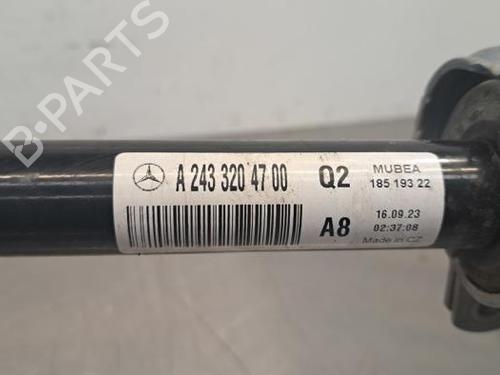 A 243 320 47 00 Q2 MUBEA
185 193 22
A8 16.09.23
02:37:08
Made in CZ
B-PARTS